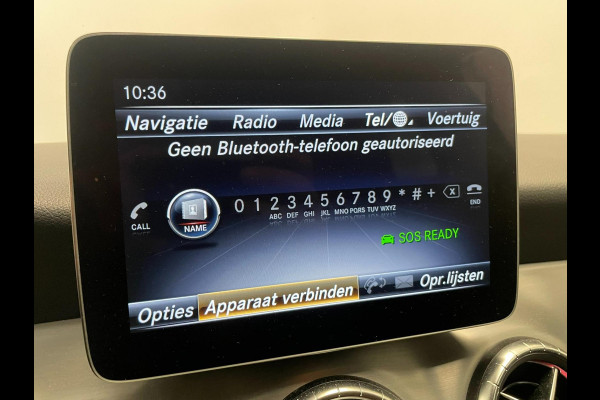 10:36
Navigatie Radio Media Tel/ Voertuig
Geen Bluetooth-telefoon geautoriseerd
0 1 2 3 4 5 6 7 8 9 * # +
ABC DEF GHI JKL MNO PQRS TUV WXYZ
CALL NAME END
SOS READY
Opties Apparaat verbinden Opr.lijsten